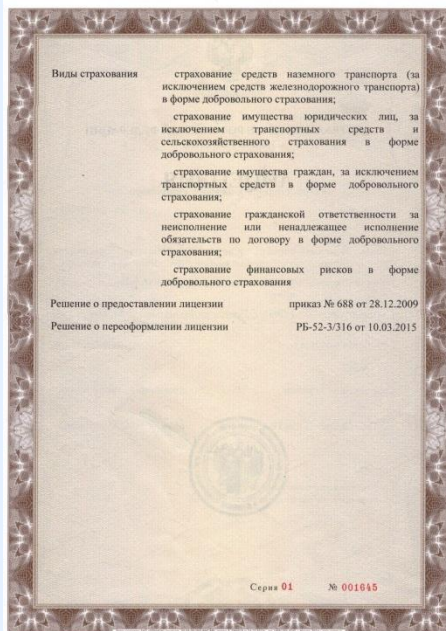 Виды страхования страхование средств наземного транспорта (за
исключением средств железнодорожного транспорта)
в форме добровольного страхования;
страхование имущества юридических лиц, за
исключением транспортных средств и
сельскохозяйственного страхования в форме
добровольного страхования;
страхование имущества граждан, за исключением
транспортных средств в форме добровольного
страхования;
страхование гражданской ответственности за
неисполнение или ненадлежащее исполнение
обязательств по договору в форме добровольного
страхования;
страхование финансовых рисков в форме
добровольного страхования
Решение о предоставлении лицензии приказ № 688 от 28.12.2009
Решение о переоформлении лицензии РБ-52-3/316 от 10.03.2015
Серия 01 № 001645